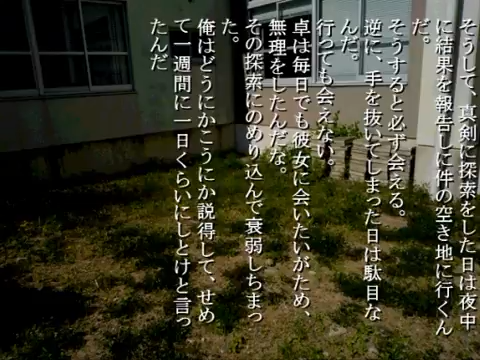 そうして、真剣に探索をした日は夜中
に結果を報告しに件の空き地に行くん
だ。
そうすると必ず会える。
逆に、手を抜いてしまった日は駄目な
んだ。
行っても会えない。
卓は毎日でも彼女に会いたいがため、
無理をしたんだな。
その探索にのめり込んで衰弱しちまっ
た。
俺はどうにかこうにか説得して、せめ
て一週間に一日くらいにしとけと言っ
たんだ